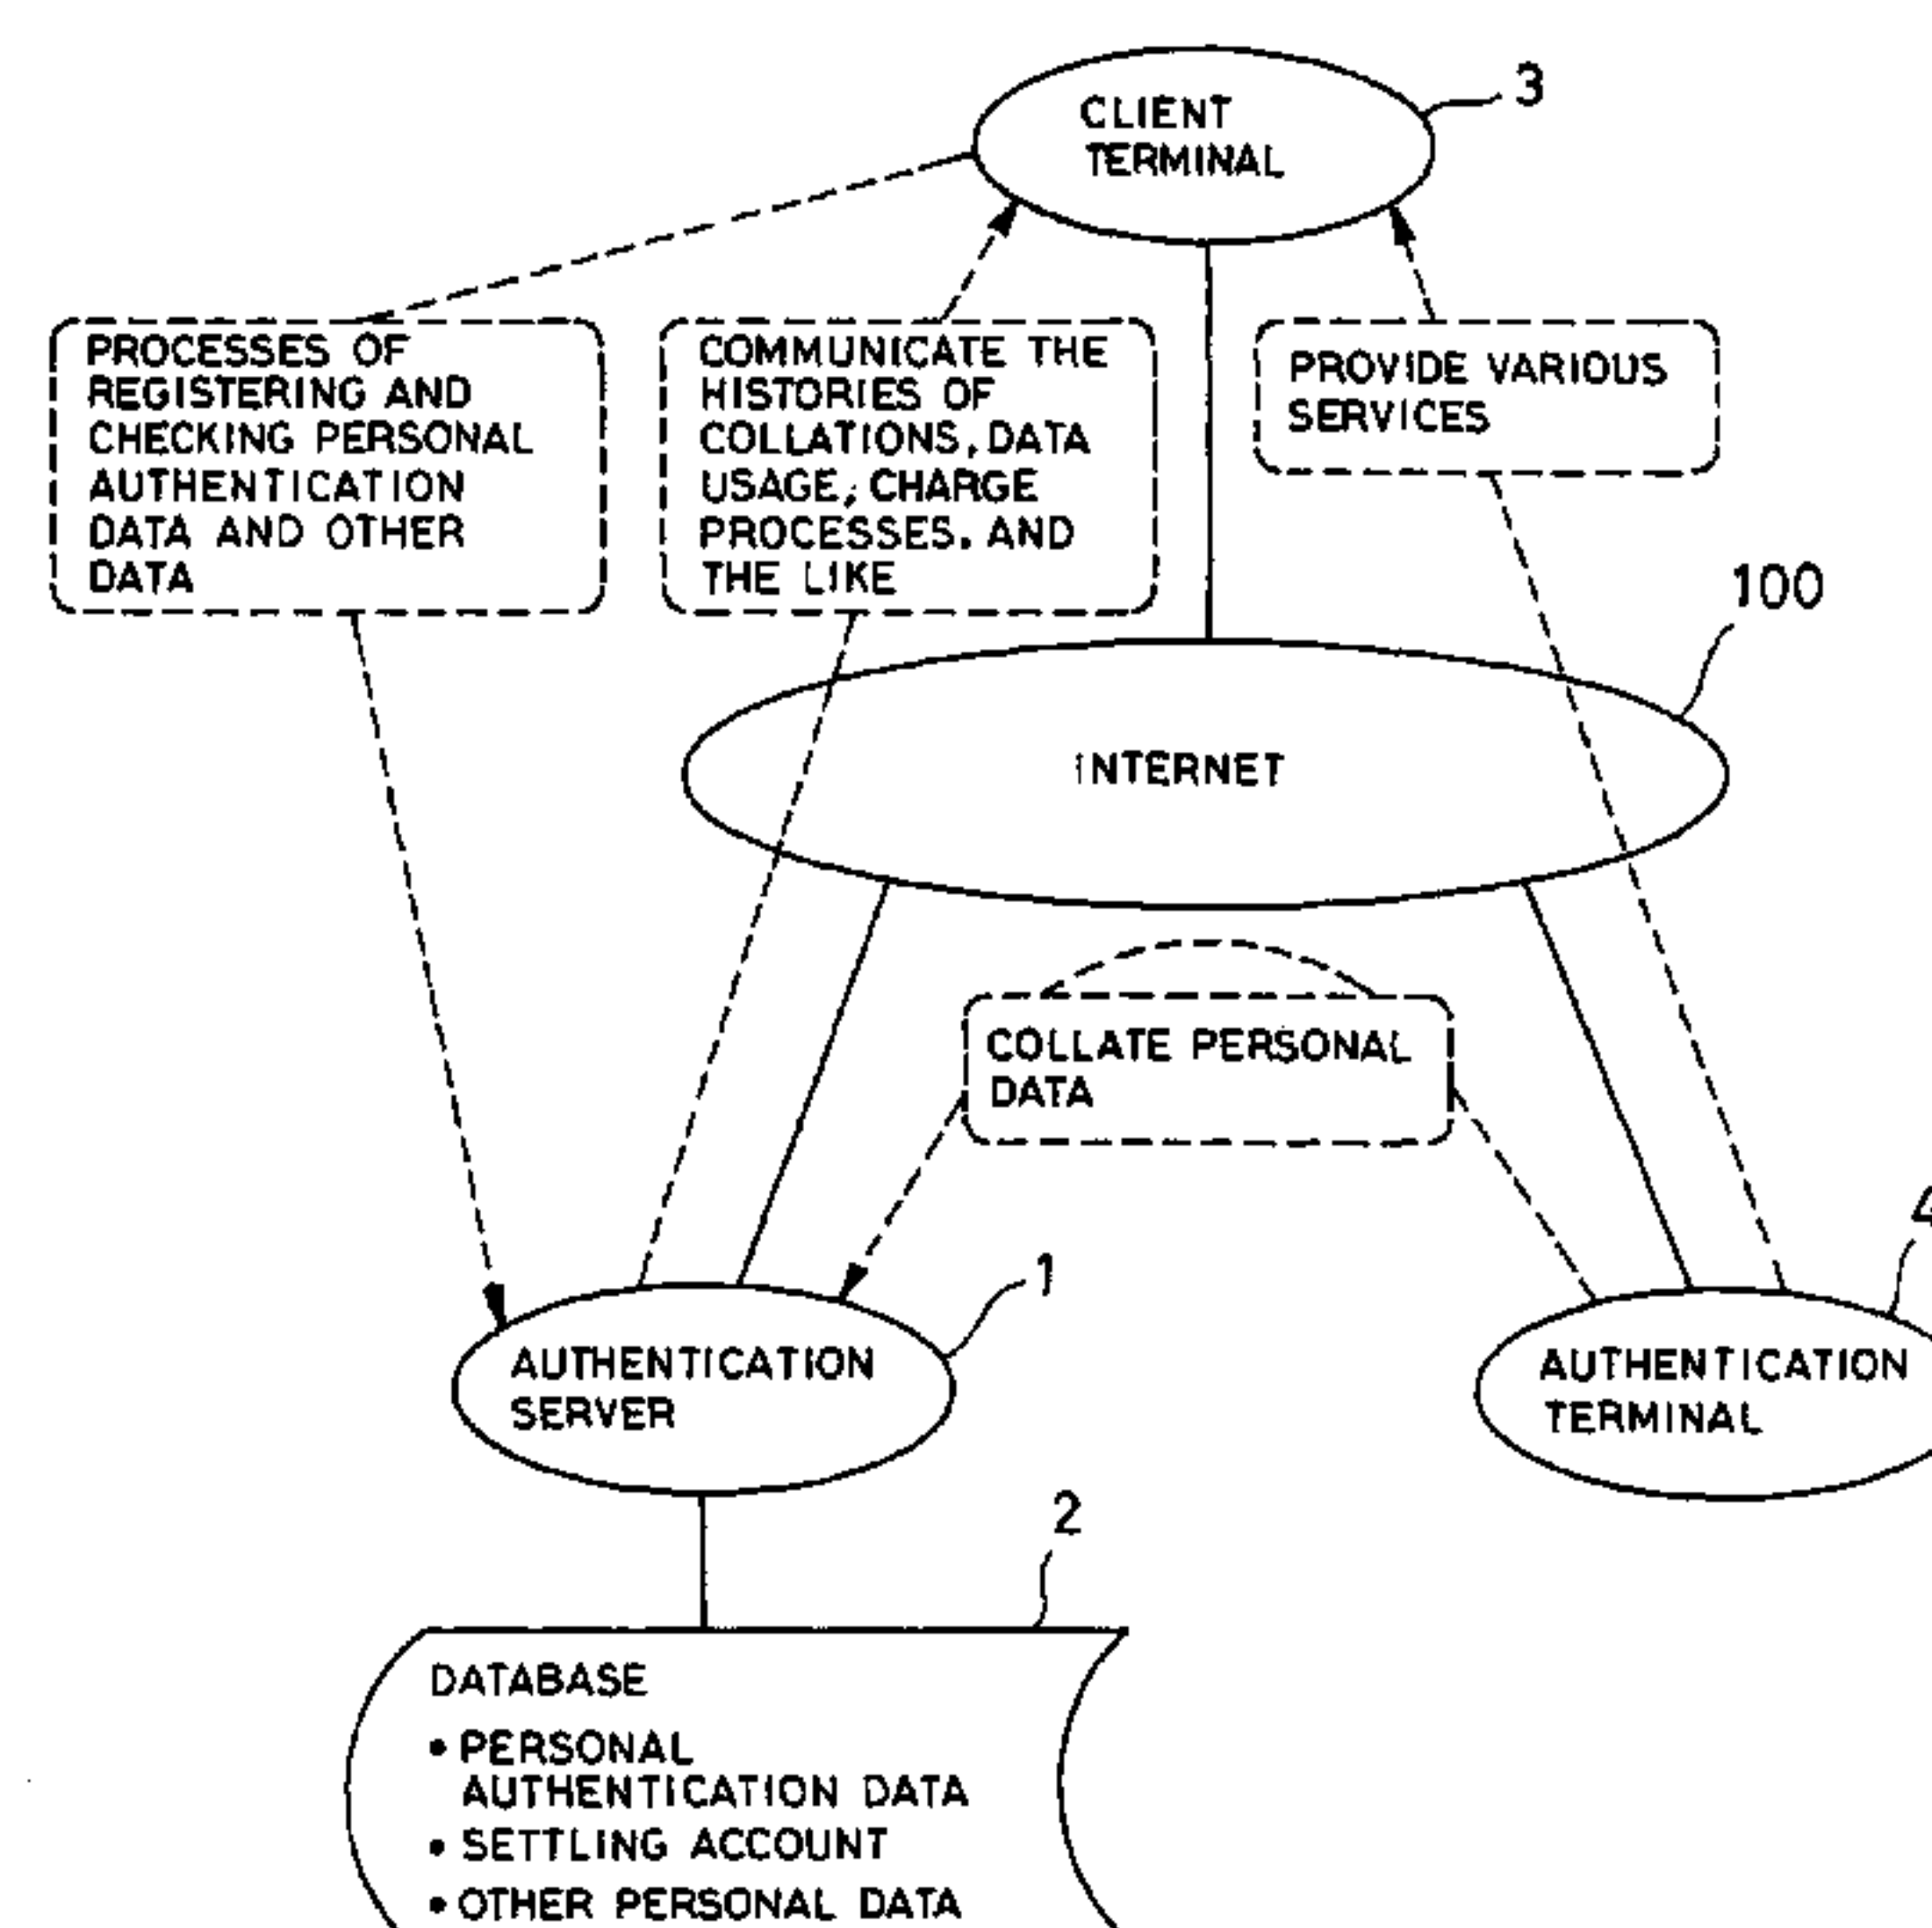 CLIENT
TERMINAL
3
PROCESSES OF
REGISTERING AND
CHECKING PERSONAL
AUTHENTICATION
DATA AND OTHER
DATA
COMMUNICATE THE
HISTORIES OF
COLLATIONS, DATA
USAGE, CHARGE
PROCESSES. AND
THE LIKE
PROVIDE VARIOUS
SERVICES
100
INTERNET
COLLATE PERSONAL
DATA
1
AUTHENTICATION
SERVER
4
AUTHENTICATION
TERMINAL
2
DATABASE
• PERSONAL
AUTHENTICATION DATA
• SETTLING ACCOUNT
• OTHER PERSONAL DATA